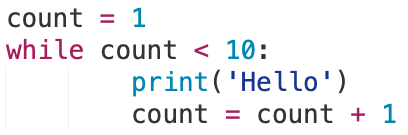 count = 1
while count < 10:
        print('Hello')
        count = count + 1